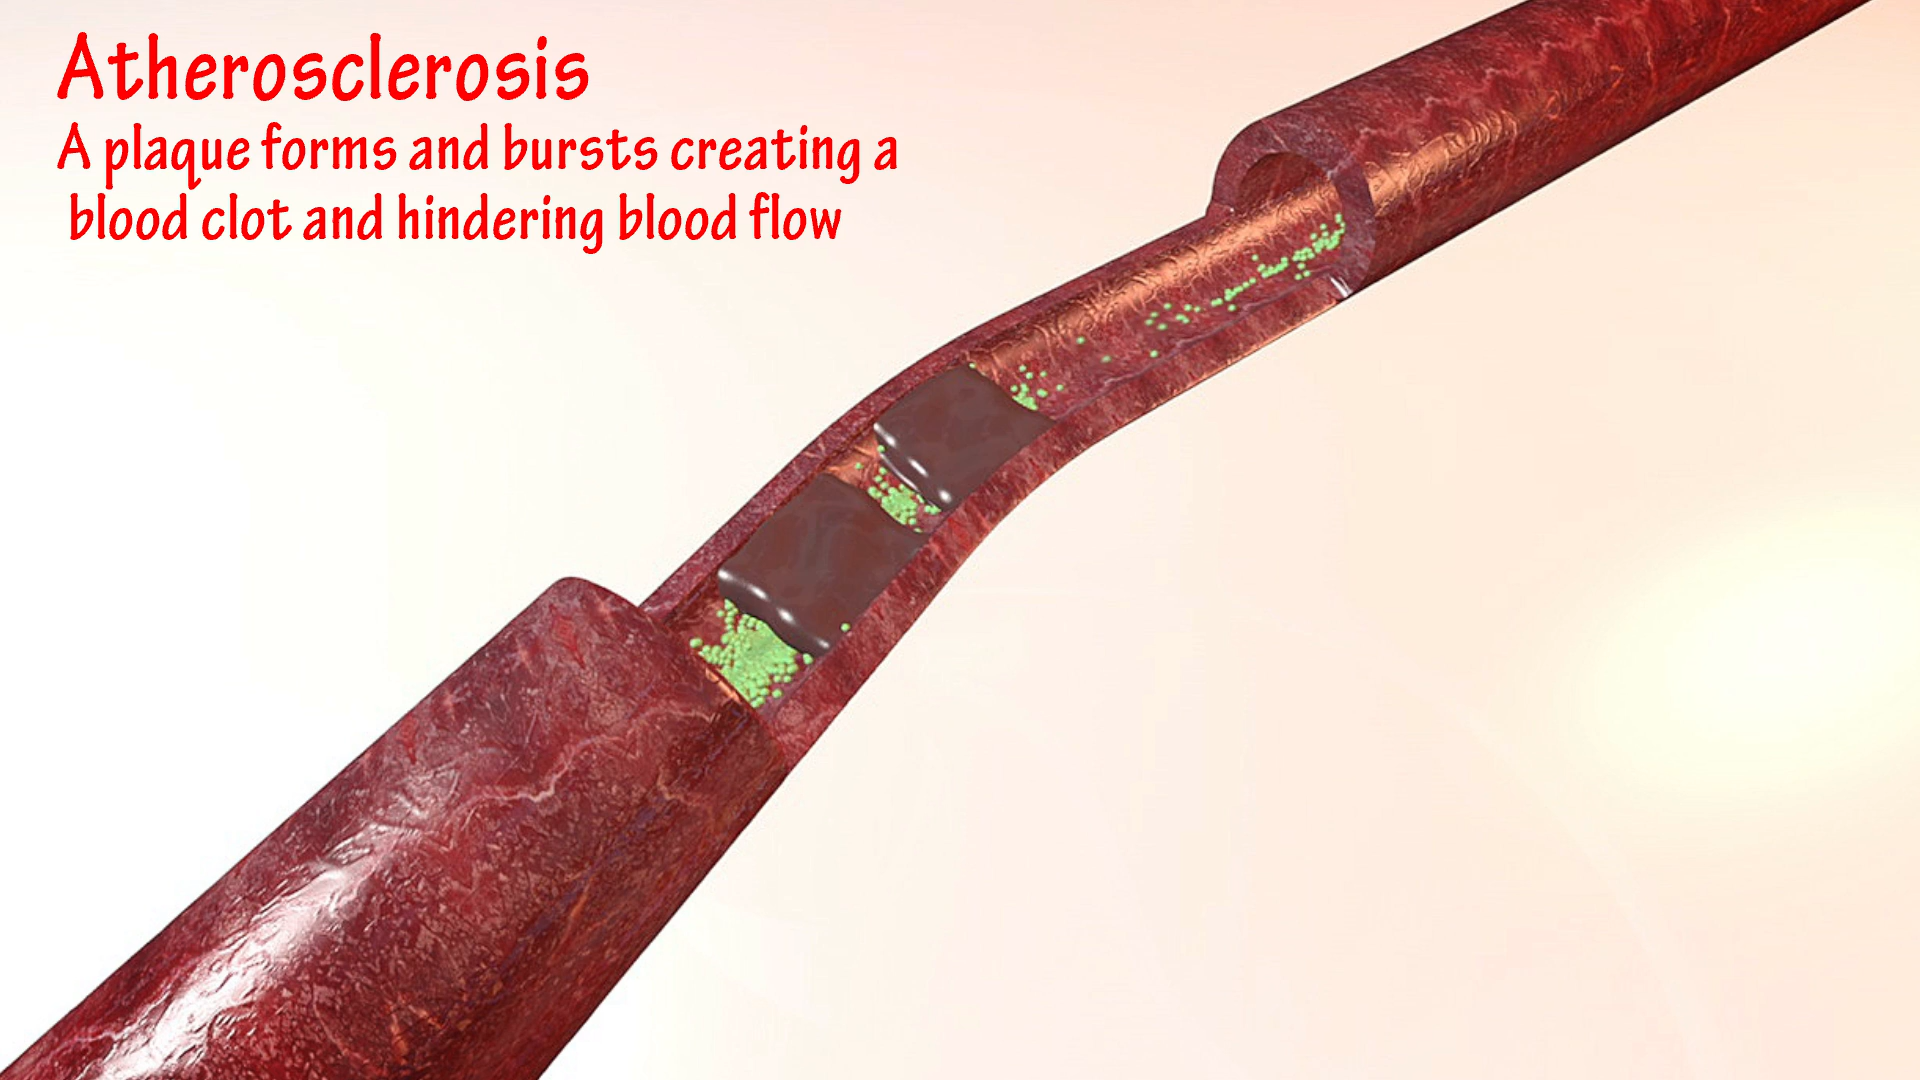 Atherosclerosis
A plaque forms and bursts creating a
blood clot and hindering blood flow